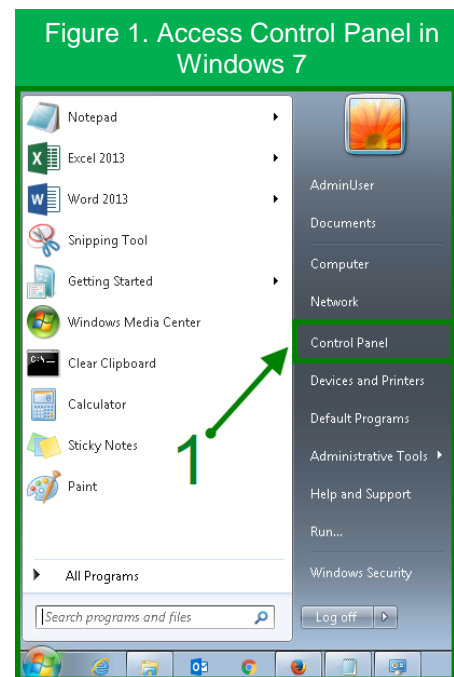 Figure 1. Access Control Panel in
Windows 7
Notepad
Excel 2013
Word 2013
Snipping Tool
Getting Started
Windows Media Center
Clear Clipboard
Calculator
Sticky Notes
Paint
All Programs
Search programs and files
AdminUser
Documents
Computer
Network
Control Panel
Devices and Printers
Default Programs
Administrative Tools
Help and Support
Run...
Windows Security
Log off
1